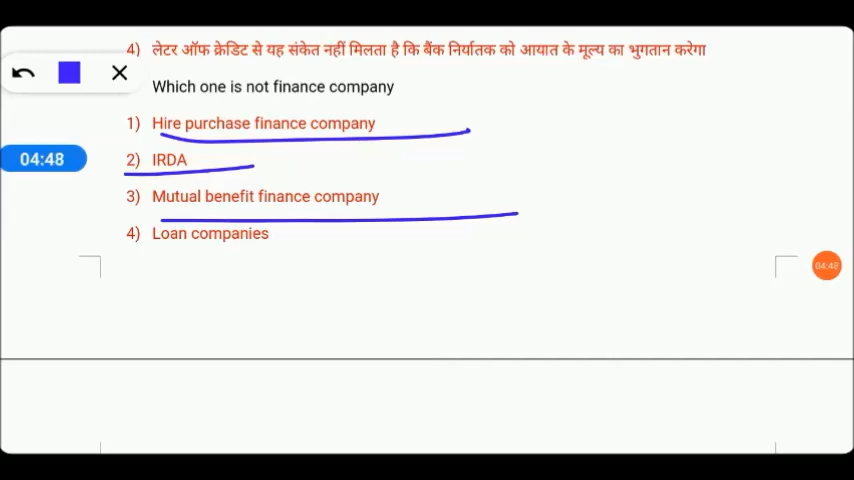 4) लेटर ऑफ क्रेडिट से यह संकेत नहीं मिलता है कि बैंक निर्यातक को आयात के मूल्य का भुगतान करेगा
Which one is not finance company
1) Hire purchase finance company
04:48
2) IRDA
3) Mutual benefit finance company
4) Loan companies
04:48